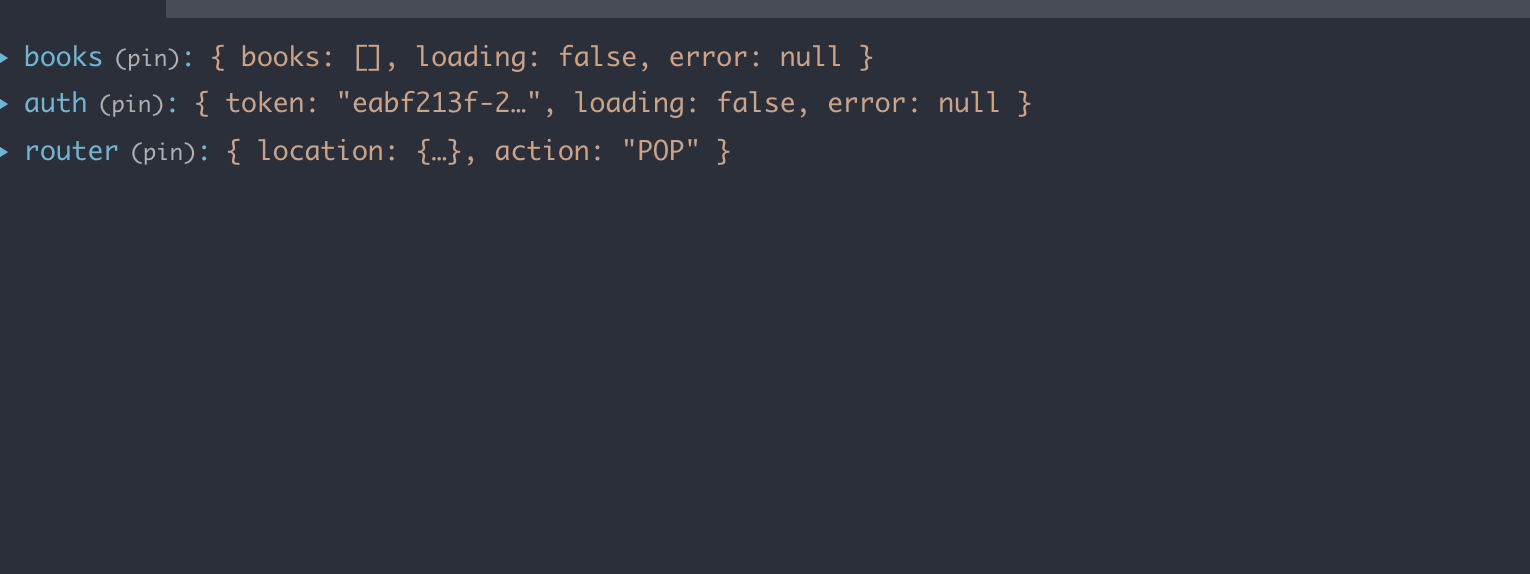 books (pin): { books: [], loading: false, error: null }
auth (pin): { token: "eabf213f-2…", loading: false, error: null }
router (pin): { location: {…}, action: "POP" }